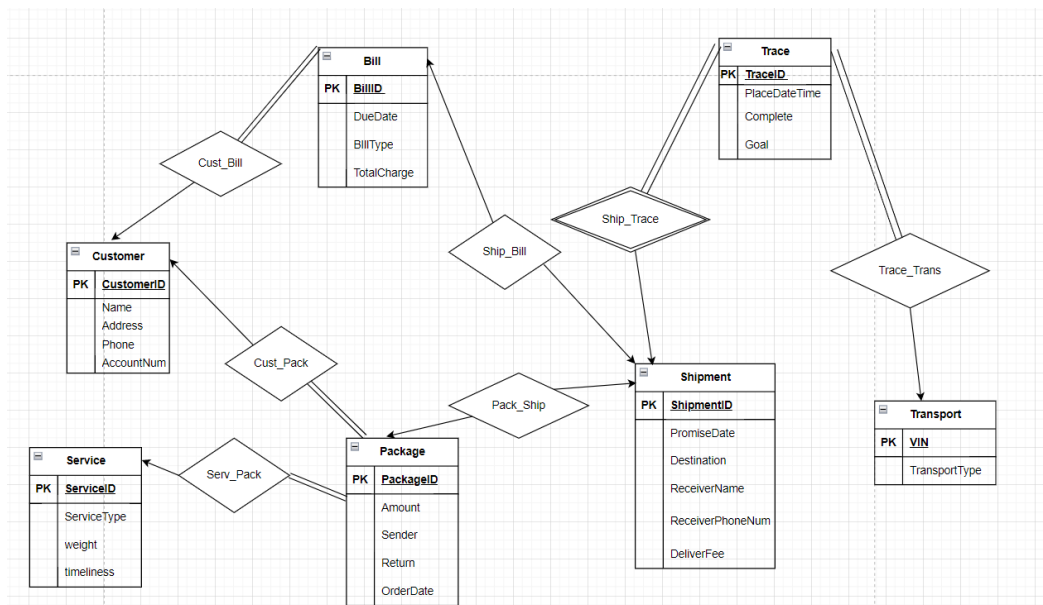 Bill
PK BillID
DueDate
BillType
TotalCharge
Trace
PK TraceID
PlaceDateTime
Complete
Goal
Cust_Bill
Ship_Bill
Ship_Trace
Trace_Trans
Customer
PK CustomerID
Name
Address
Phone
AccountNum
Cust_Pack
Pack_Ship
Shipment
PK ShipmentID
PromiseDate
Destination
ReceiverName
ReceiverPhoneNum
DeliverFee
Transport
PK VIN
TransportType
Service
PK ServiceID
ServiceType
weight
timeliness
Serv_Pack
Package
PK PackageID
Amount
Sender
Return
OrderDate